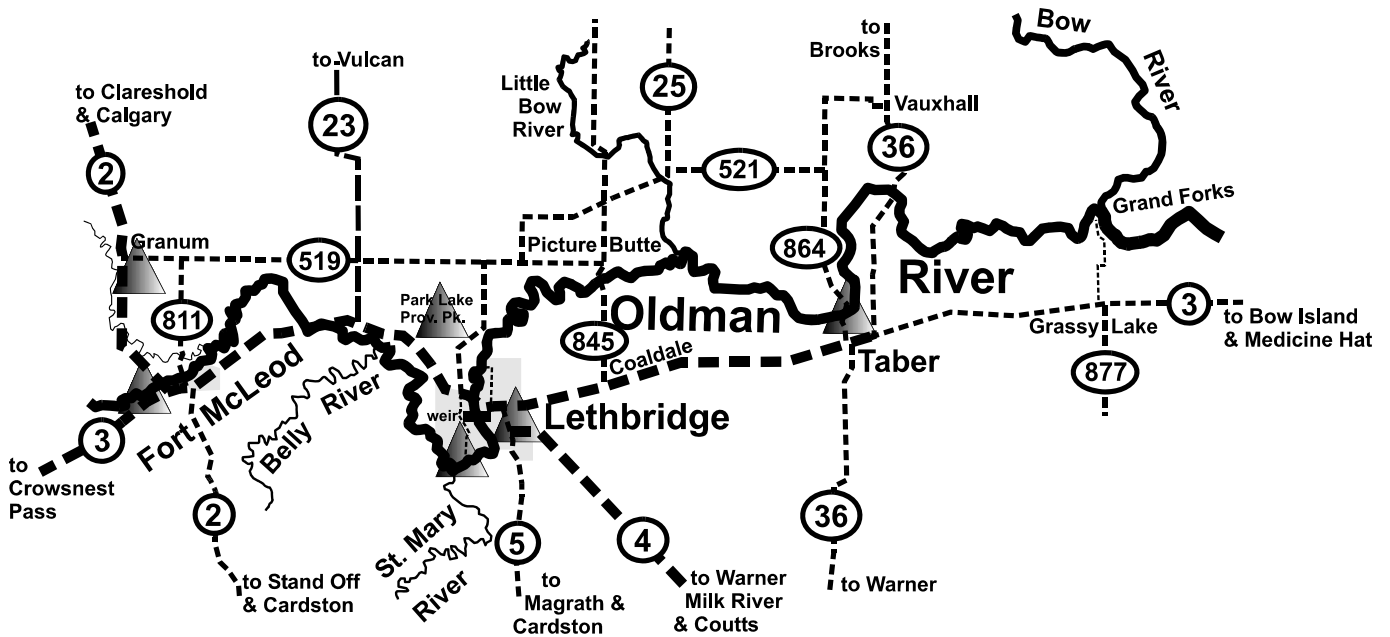 Bow
River
to
Brooks
to Vulcan
Little
Bow
River
25
to Clareshold
& Calgary
Vauxhall
23
36
2
521
Grand Forks
Granum
Picture Butte
519
864
River
Park Lake
Prov. Pk.
811
Oldman
3
to Bow Island
& Medicine Hat
Grassy Lake
845
Coaldale
Taber
877
Fort McLeod
Belly River
weir
Lethbridge
3
to
Crowsnest
Pass
2
St. Mary
River
5
4
36
to Stand Off
& Cardston
to
Magrath &
Cardston
to Warner
Milk River
& Coutts
to Warner